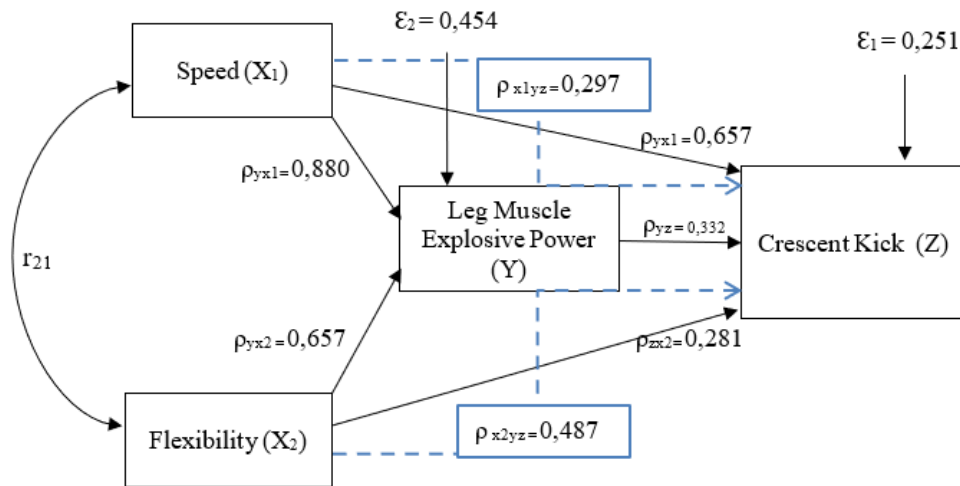 Ɛ₂ = 0,454
Ɛ₁ = 0,251
Speed (X₁)
ρ x1yz = 0,297
ρyx1= 0,657
ρyx1= 0,880
Leg Muscle
Explosive Power
(Y)
ρyz = 0,332
Crescent Kick (Z)
r₂₁
ρyx2 = 0,657
ρzx2= 0,281
Flexibility (X₂)
ρ x2yz = 0,487